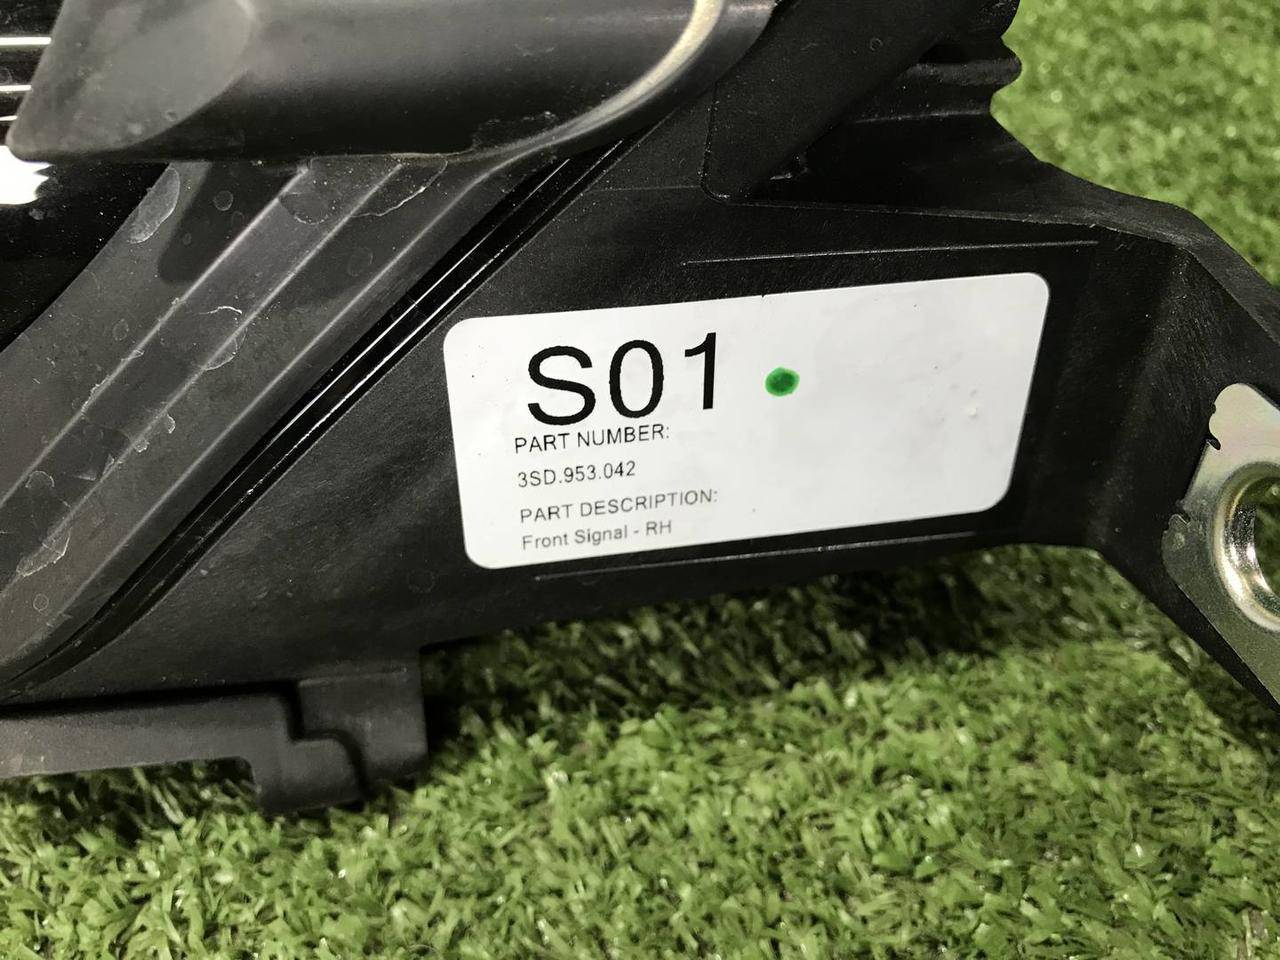 S01
PART NUMBER:
3SD.953.042
PART DESCRIPTION:
Front Signal - RH